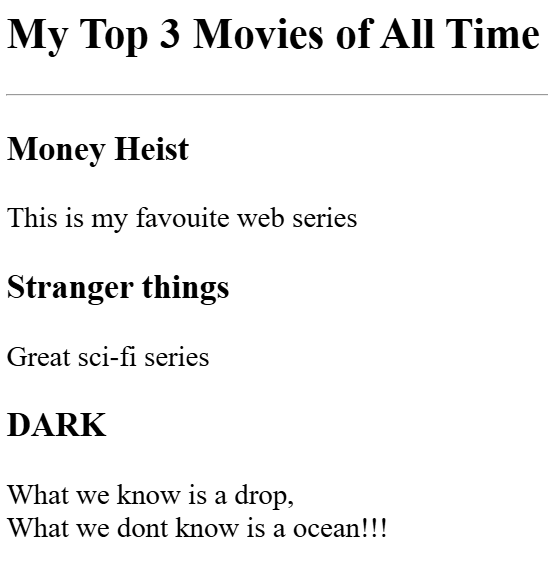 My Top 3 Movies of All Time
Money Heist
This is my favouite web series
Stranger things
Great sci-fi series
DARK
What we know is a drop,
What we dont know is a ocean!!!